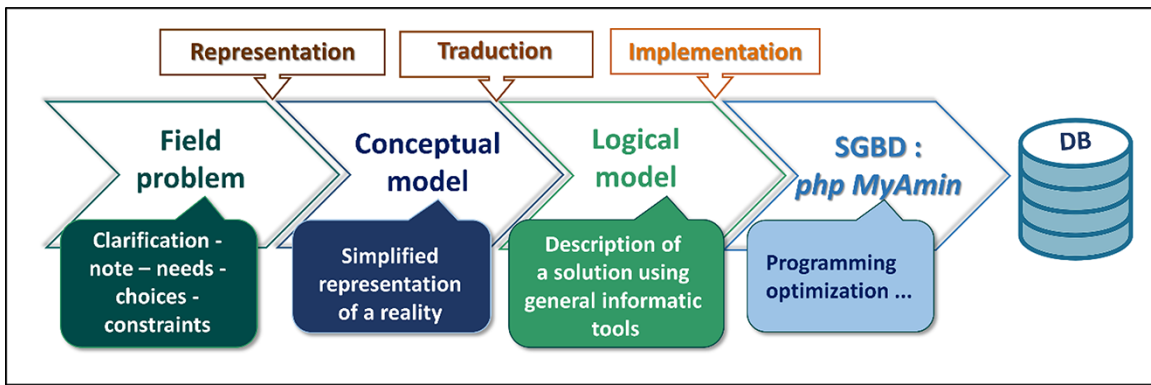 Representation
Traduction
Implementation
Field
problem
Conceptual
model
Logical
model
SGBD :
php MyAmin
DB
Clarification -
note – needs -
choices -
constraints
Simplified
representation
of a reality
Description of
a solution using
general informatic
tools
Programming
optimization ...